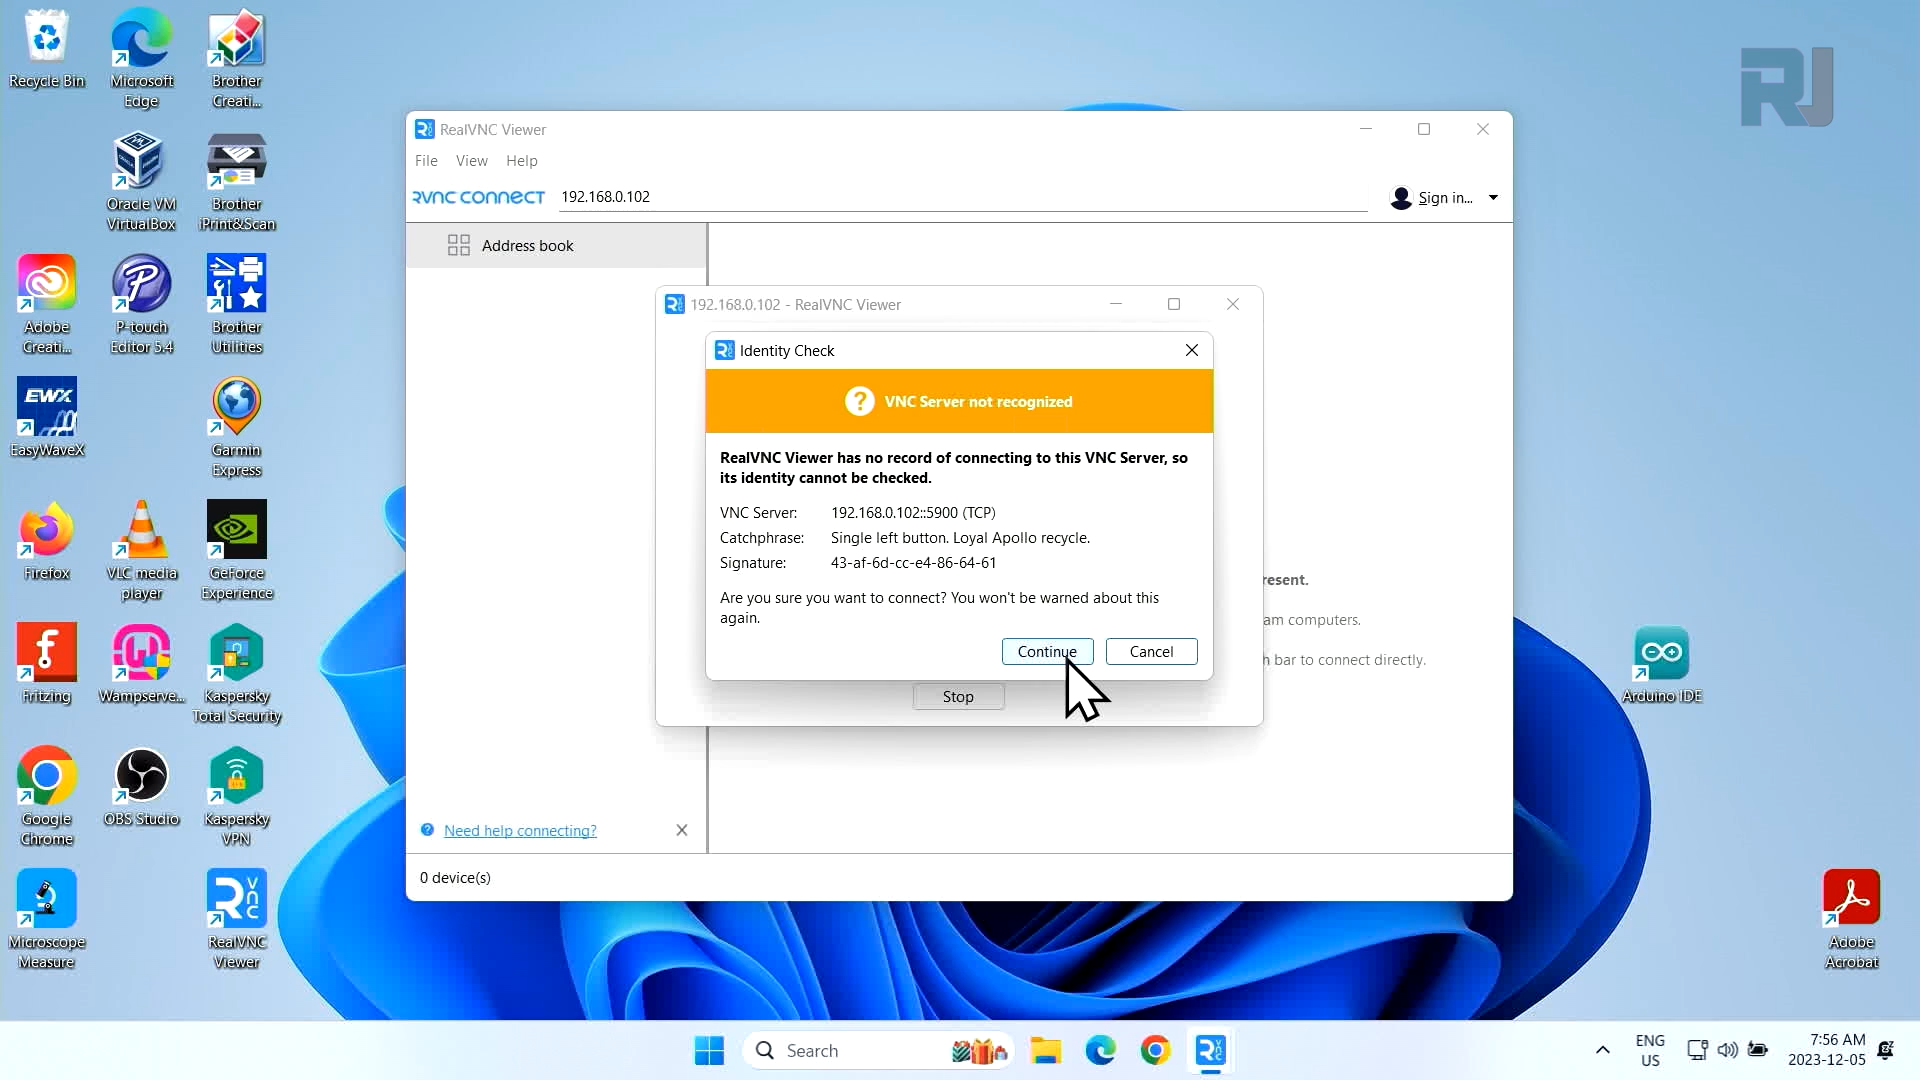 Recycle Bin
Microsoft
Edge
Brother
Creati...
Oracle VM
VirtualBox
Brother
iPrint&Scan
Adobe
Creati...
P-touch
Editor 5.4
Brother
Utilities
EWX
EasyWaveX
Garmin
Express
Firefox
VLC media
player
GeForce
Experience
Fritzing
Wampserve...
Kaspersky
Total Security
Google
Chrome
OBS Studio
Kaspersky
VPN
Microscope
Measure
RealVNC
Viewer
RJ
RealVNC Viewer
File View Help
RVNC CONNECT 192.168.0.102 Sign in...
Address book
192.168.0.102 - RealVNC Viewer
Identity Check
VNC Server not recognized
RealVNC Viewer has no record of connecting to this VNC Server, so
its identity cannot be checked.
VNC Server: 192.168.0.102::5900 (TCP)
Catchphrase: Single left button. Loyal Apollo recycle.
Signature: 43-af-6d-cc-e4-86-64-61
Are you sure you want to connect? You won't be warned about this
again.
Continue Cancel
Stop
resent.
am computers.
h bar to connect directly.
Need help connecting?
0 device(s)
Arduino IDE
Adobe
Acrobat
Search
ENG
US
7:56 AM
2023-12-05